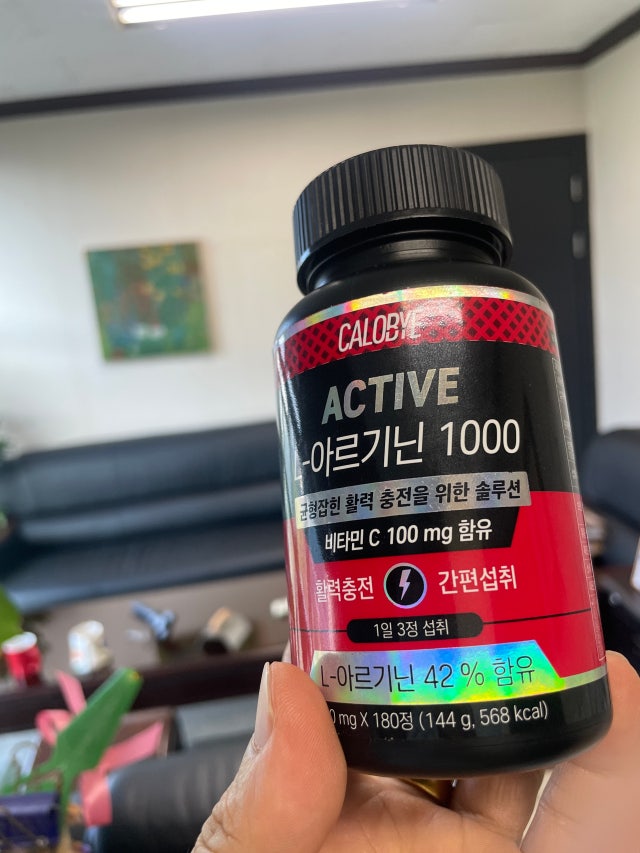 CALOBYE
ACTIVE
L-아르기닌 1000
균형잡힌 활력 충전을 위한 솔루션
비타민 C 100 mg 함유
활력충전 간편섭취
1일 3정 섭취
L-아르기닌 42 % 함유
0 mg X 180정 (144 g, 568 kcal)